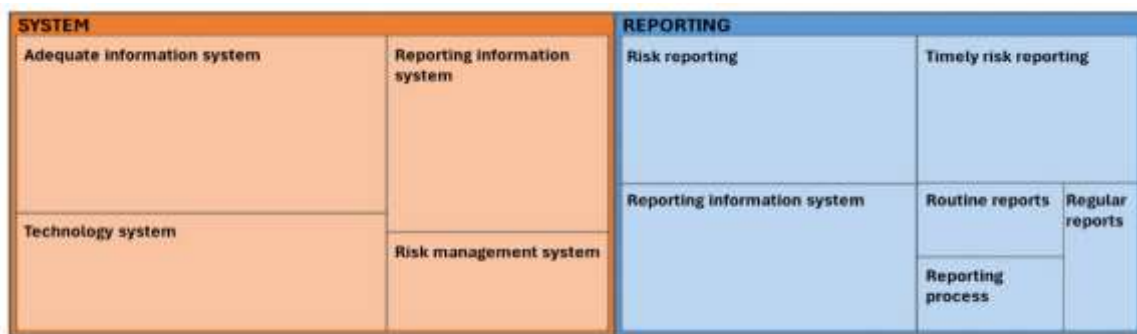 SYSTEM
Adequate information system
Reporting information
system
Technology system
Risk management system
REPORTING
Risk reporting
Timely risk reporting
Reporting information system
Routine reports
Regular
reports
Reporting
process